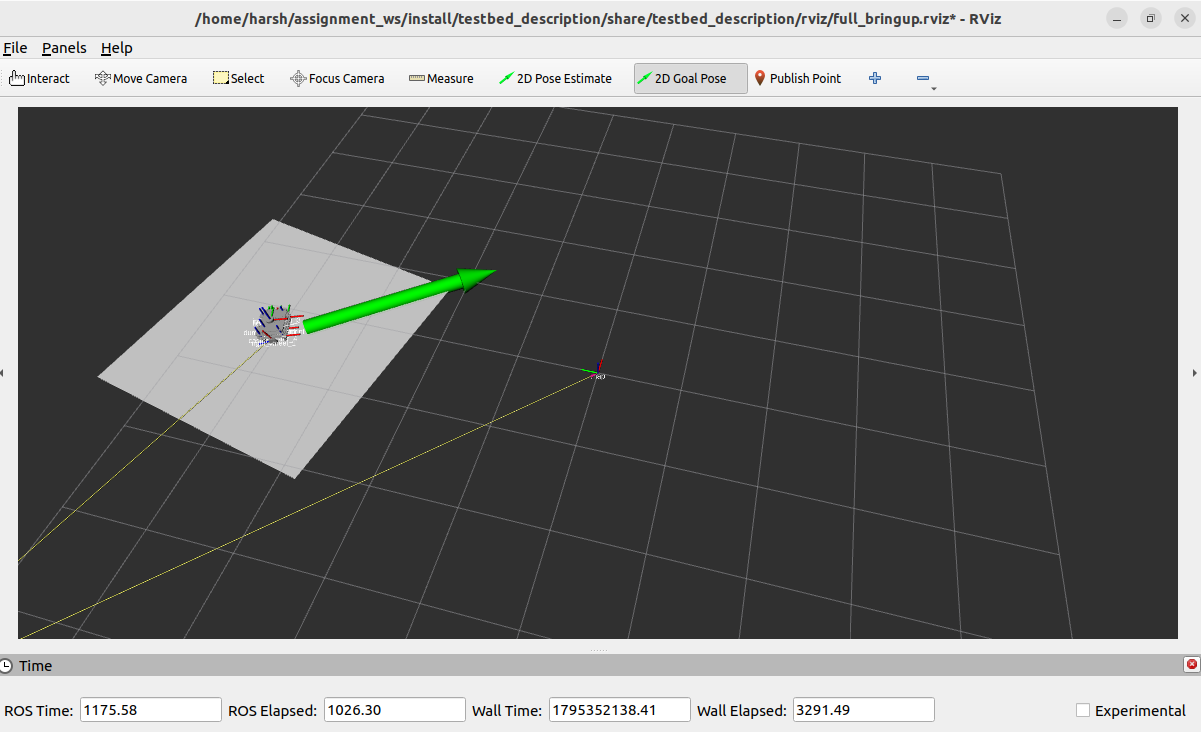 /home/harsh/assignment_ws/install/testbed_description/share/testbed_description/rviz/full_bringup.rviz* - RViz
File Panels Help
Interact Move Camera Select Focus Camera Measure 2D Pose Estimate 2D Goal Pose Publish Point
Time
ROS Time: 1175.58 ROS Elapsed: 1026.30 Wall Time: 1795352138.41 Wall Elapsed: 3291.49 Experimental